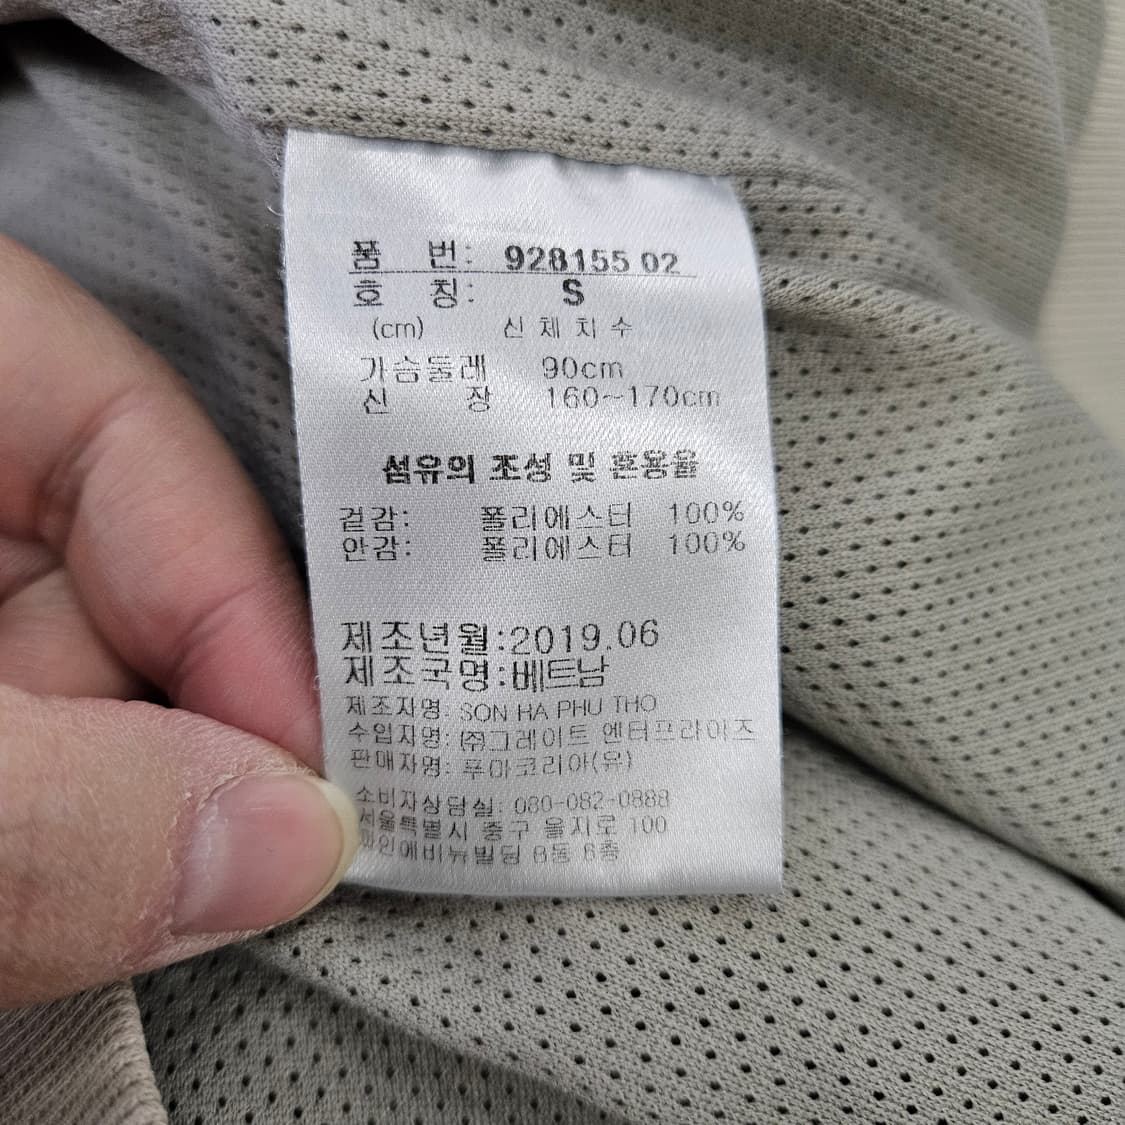 품 번: 928155 02
호 칭: S
(cm) 신 체 치 수
가슴둘레 90cm
신 장 160~170cm
섬유의 조성 및 혼용율
겉감: 폴리에스터 100%
안감: 폴리에스터 100%
제조년월:2019.06
제조국명:베트남
제조자명: SON HA PHU THO
수입자명: ㈜그레이트 엔터프라이즈
판매자명: 푸마코리아(유)
소비자상담실: 080-082-0888
서울특별시 중구 을지로 100
파인에비뉴빌딩 B동 6층